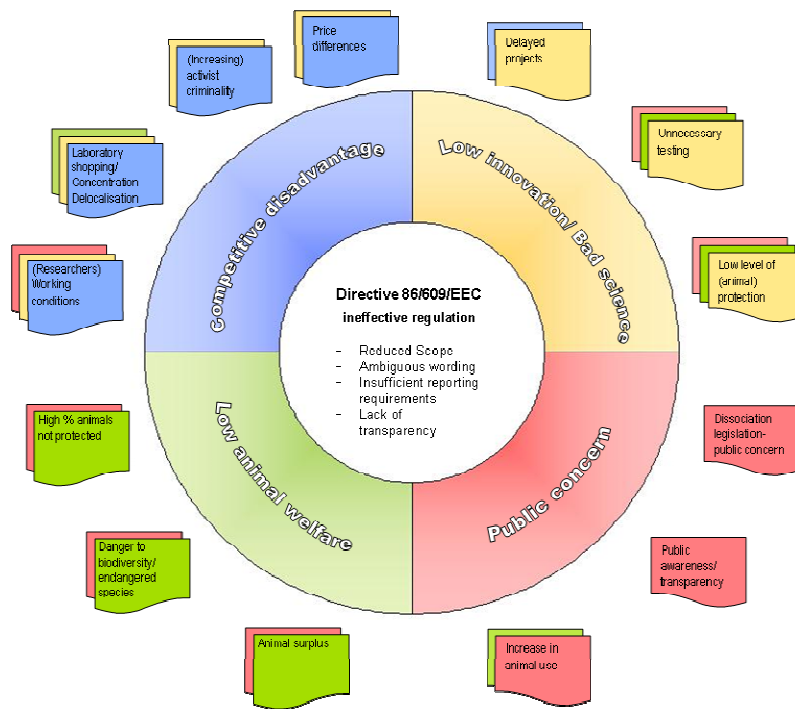 Price
differences
Delayed
projects
(Increasing)
activist
criminality
Unnecessary
testing
Laboratory
shopping/
Concentration
Delocalisation
Competitive disadvantage
Low innovation/ Bad science
(Researchers)
Working
conditions
Low level of
(animal)
protection
Directive 86/609/EEC
ineffective regulation
- Reduced Scope
- Ambiguous wording
- Insufficient reporting
requirements
- Lack of
transparency
High % animals
not protected
Dissociation
legislation-
public concern
Low animal welfare
Public concern
Danger to
biodiversity/
endangered
species
Public
awareness/
transparency
Animal surplus
Increase in
animal use